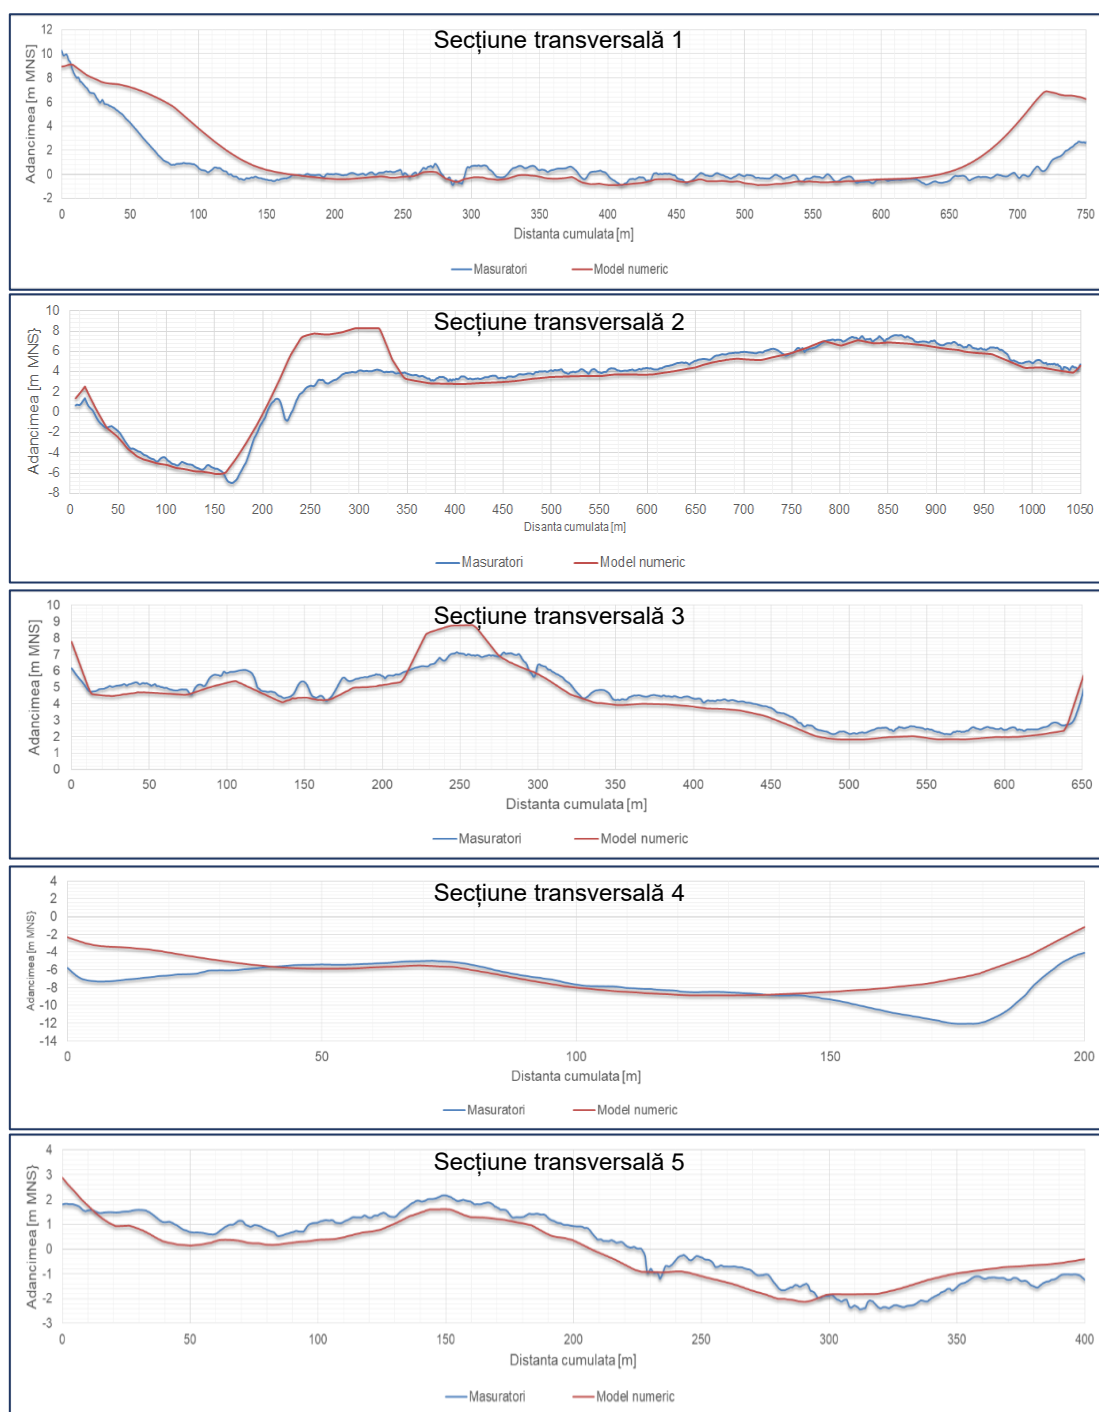 Secțiune transversală 1
Adancimea [m MNS]
12
10
8
6
4
2
0
-2
0 50 100 150 200 250 300 350 400 450 500 550 600 650 700 750
Distanta cumulata [m]
Masuratori Model numeric
Secțiune transversală 2
Adancimea [m MNS}
10
8
6
4
2
0
-2
-4
-6
-8
0 50 100 150 200 250 300 350 400 450 500 550 600 650 700 750 800 850 900 950 1000 1050
Disanta cumulata [m]
Masuratori Model numeric
Secțiune transversală 3
Adancimea [m MNS]
10
9
8
7
6
5
4
3
2
1
0
0 50 100 150 200 250 300 350 400 450 500 550 600 650
Distanta cumulata [m]
Masuratori Model numeric
Secțiune transversală 4
Adancimea [m MNS}
4
2
0
-2
-4
-6
-8
-10
-12
-14
0 50 100 150 200
Distanta cumulata [m]
Masuratori Model numeric
Secțiune transversală 5
Adancimea [m MNS}
4
3
2
1
0
-1
-2
-3
0 50 100 150 200 250 300 350 400
Distanta cumulata [m]
Masuratori Model numeric